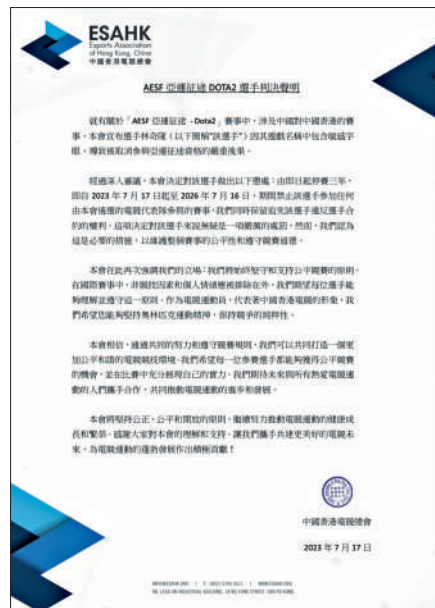 ESAHK
Esports Association
of Hong Kong, China
中國香港電競總會
AESF 亞運征途 DOTA2 選手判決聲明
就有關於「AESF 亞運征途 -Dota2」賽事中，涉及中國對中國香港的賽
事，本會宣布選手林奇隆（以下簡稱"該選手"）因其遊戲名稱中包含敏感字
眼，導致被取消參與亞運征途資格的嚴重後果。
經過深入審議，本會決定對該選手做出以下懲處：由即日起停賽三年，
即自 2023 年 7 月 17 日起至 2026 年 7 月 16 日，期間禁止該選手參加任何
由本會遴選的電競代表隊參與的賽事，我們同時保留追究該選手違反選手合
約的權利。這項決定對該選手來說無疑是一項嚴厲的處罰，然而，我們認為
這是必要的措施，以維護整個賽事的公平性和遵守競賽道德。
本會在此再次強調我們的立場：我們將始終堅守和支持公平競賽的原則。
在國際賽事中，非競技因素和個人情緒應被排除在外，我們期望每位選手能
夠理解並遵守這一原則。作為電競運動員，代表著中國香港電競的形象，我
們希望您能夠堅持奧林匹克運動精神，保持競爭的純粹性。
本會相信，通過共同的努力和遵守競賽規則，我們可以共同打造一個更
加公平和諧的電競競技環境。我們希望每一位參賽選手都能夠獲得公平競賽
的機會，並在比賽中充分展現自己的實力。我們期待未來與所有熱愛電競運
動的人們攜手合作，共同推動電競運動的進步和發展。
本會將堅持公正、公平和開放的原則，繼續努力推動電競運動的健康成
長和繁榮。感謝大家對本會的理解和支持，讓我們攜手共建更美好的電競未
來，為電競運動的蓬勃發展作出積極貢獻！
中國香港電競總會
2023 年 7 月 17 日